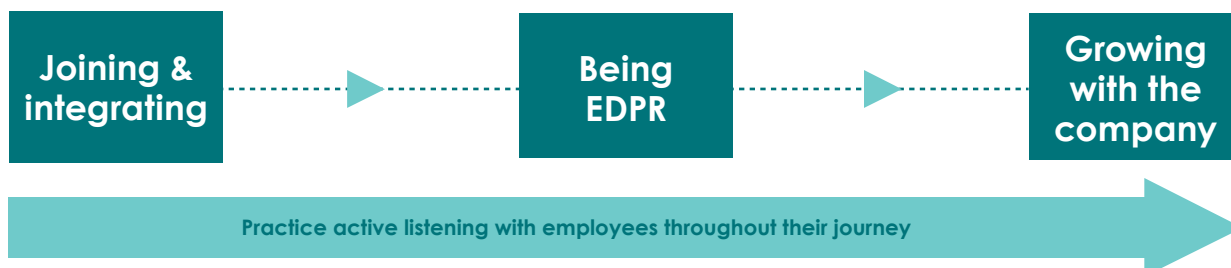 Joining &
integrating
Being
EDPR
Growing
with the
company
Practice active listening with employees throughout their journey